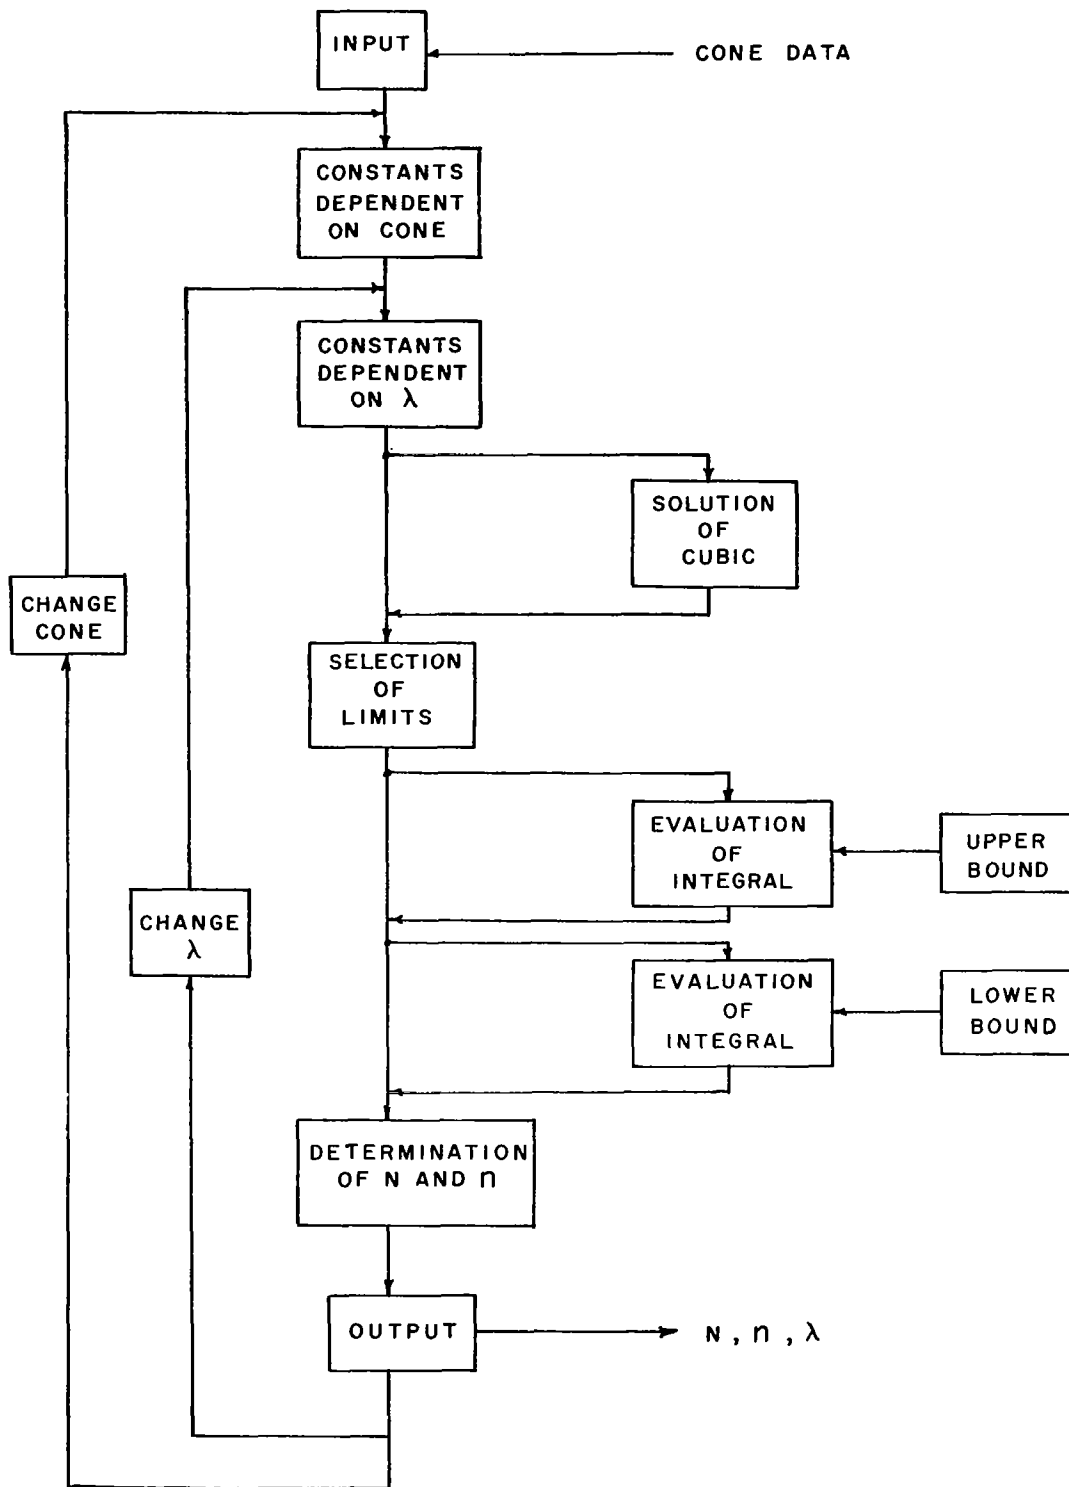 INPUT
CONE DATA
CONSTANTS
DEPENDENT
ON CONE
CONSTANTS
DEPENDENT
ON λ
SOLUTION
OF
CUBIC
CHANGE
CONE
SELECTION
OF
LIMITS
EVALUATION
OF
INTEGRAL
UPPER
BOUND
CHANGE
λ
EVALUATION
OF
INTEGRAL
LOWER
BOUND
DETERMINATION
OF N AND n
OUTPUT
N, n, λ